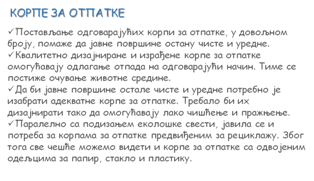 КОРПЕ ЗА ОТПАТКЕ
✓Постављање одговарајућих корпи за отпатке, у довољном
броју, помаже да јавне површине остану чисте и уредне.
✓Квалитетно дизајниране и израђене корпе за отпатке
омогућавају одлагање отпада на одговарајући начин. Тиме се
постиже очување животне средине.
✓Да би јавне површине остале чисте и уредне потребно је
изабрати адекватне корпе за отпатке. Требало би их
дизајнирати тако да омогућавају лако чишћење и пражњење.
✓Паралелно са подизањем еколошке свести, јавила се и
потреба за корпама за отпатке предвиђеним за рециклажу. Због
тога све чешће можемо видети и корпе за отпатке са одвојеним
одељцима за папир, стакло и пластику.